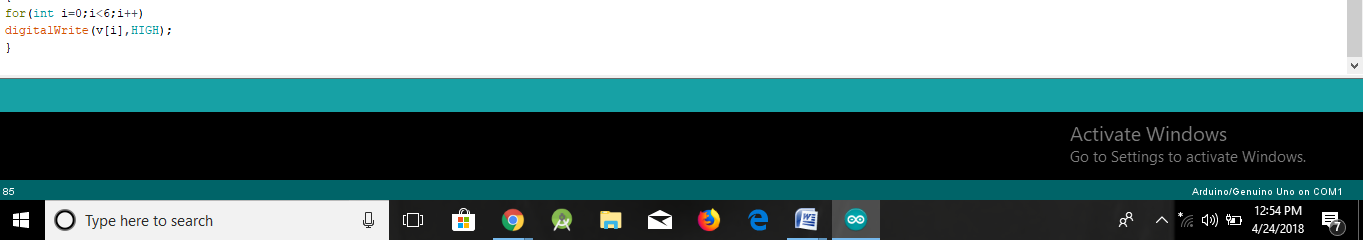 for(int i=0;i<6;i++)
digitalWrite(v[i],HIGH);
}
Activate Windows
Go to Settings to activate Windows.
85
Arduino/Genuino Uno on COM1
Type here to search
12:54 PM
4/24/2018
7